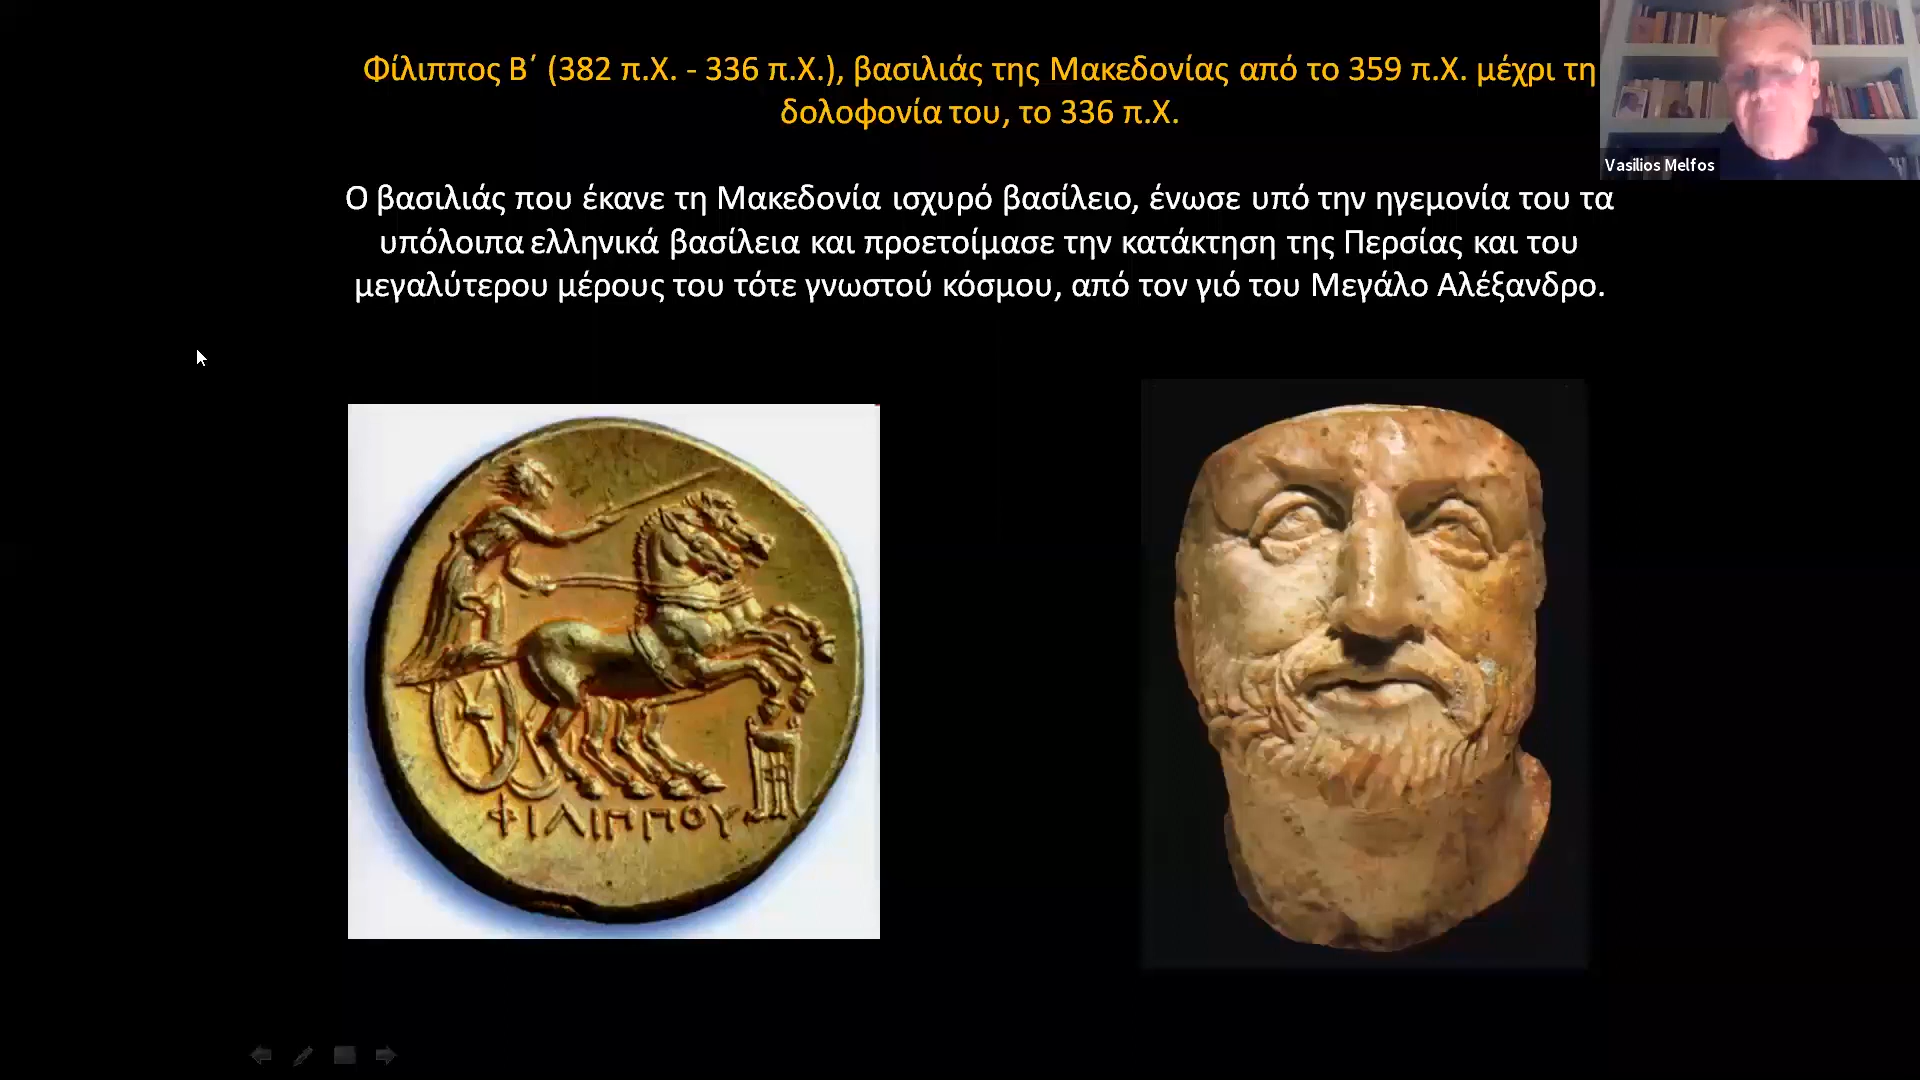 Φίλιππος Β΄ (382 π.Χ. - 336 π.Χ.), βασιλιάς της Μακεδονίας από το 359 π.Χ. μέχρι τη
δολοφονία του, το 336 π.Χ.
Vasilios Melfos
Ο βασιλιάς που έκανε τη Μακεδονία ισχυρό βασίλειο, ένωσε υπό την ηγεμονία του τα
υπόλοιπα ελληνικά βασίλεια και προετοίμασε την κατάκτηση της Περσίας και του
μεγαλύτερου μέρους του τότε γνωστού κόσμου, από τον γιό του Μεγάλο Αλέξανδρο.
ΦΙΛΙΠΠΟΥ